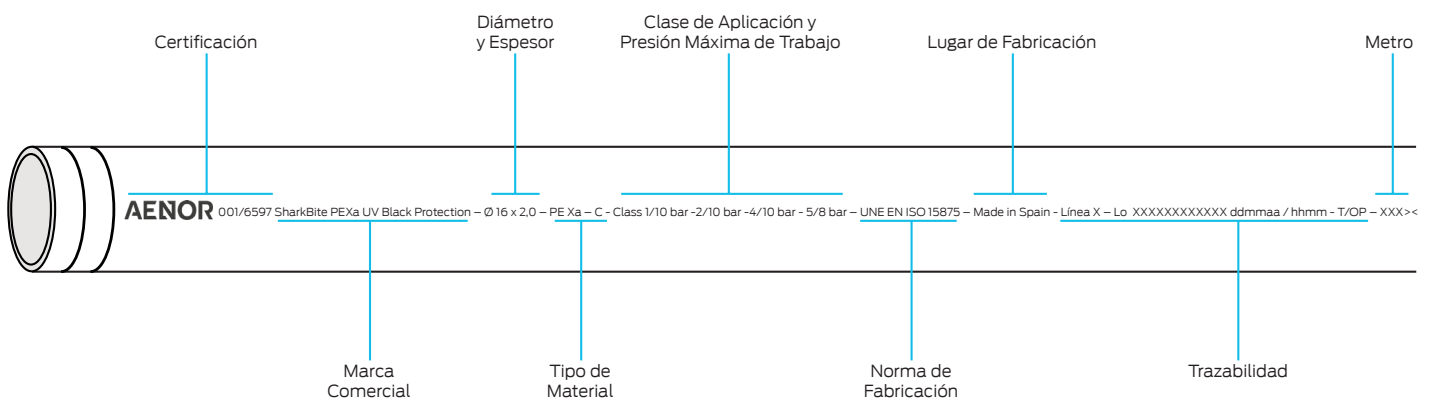 Certificación
Diámetro
y Espesor
Clase de Aplicación y
Presión Máxima de Trabajo
Lugar de Fabricación
Metro
AENOR 001/6597 SharkBite PEXa UV Black Protection – Ø 16 x 2,0 – PE Xa – C - Class 1/10 bar -2/10 bar -4/10 bar - 5/8 bar – UNE EN ISO 15875 – Made in Spain - Línea X – Lo XXXXXXXXXXXX ddmmaa / hhmm - T/OP – XXX><
Marca
Comercial
Tipo de
Material
Norma de
Fabricación
Trazabilidad